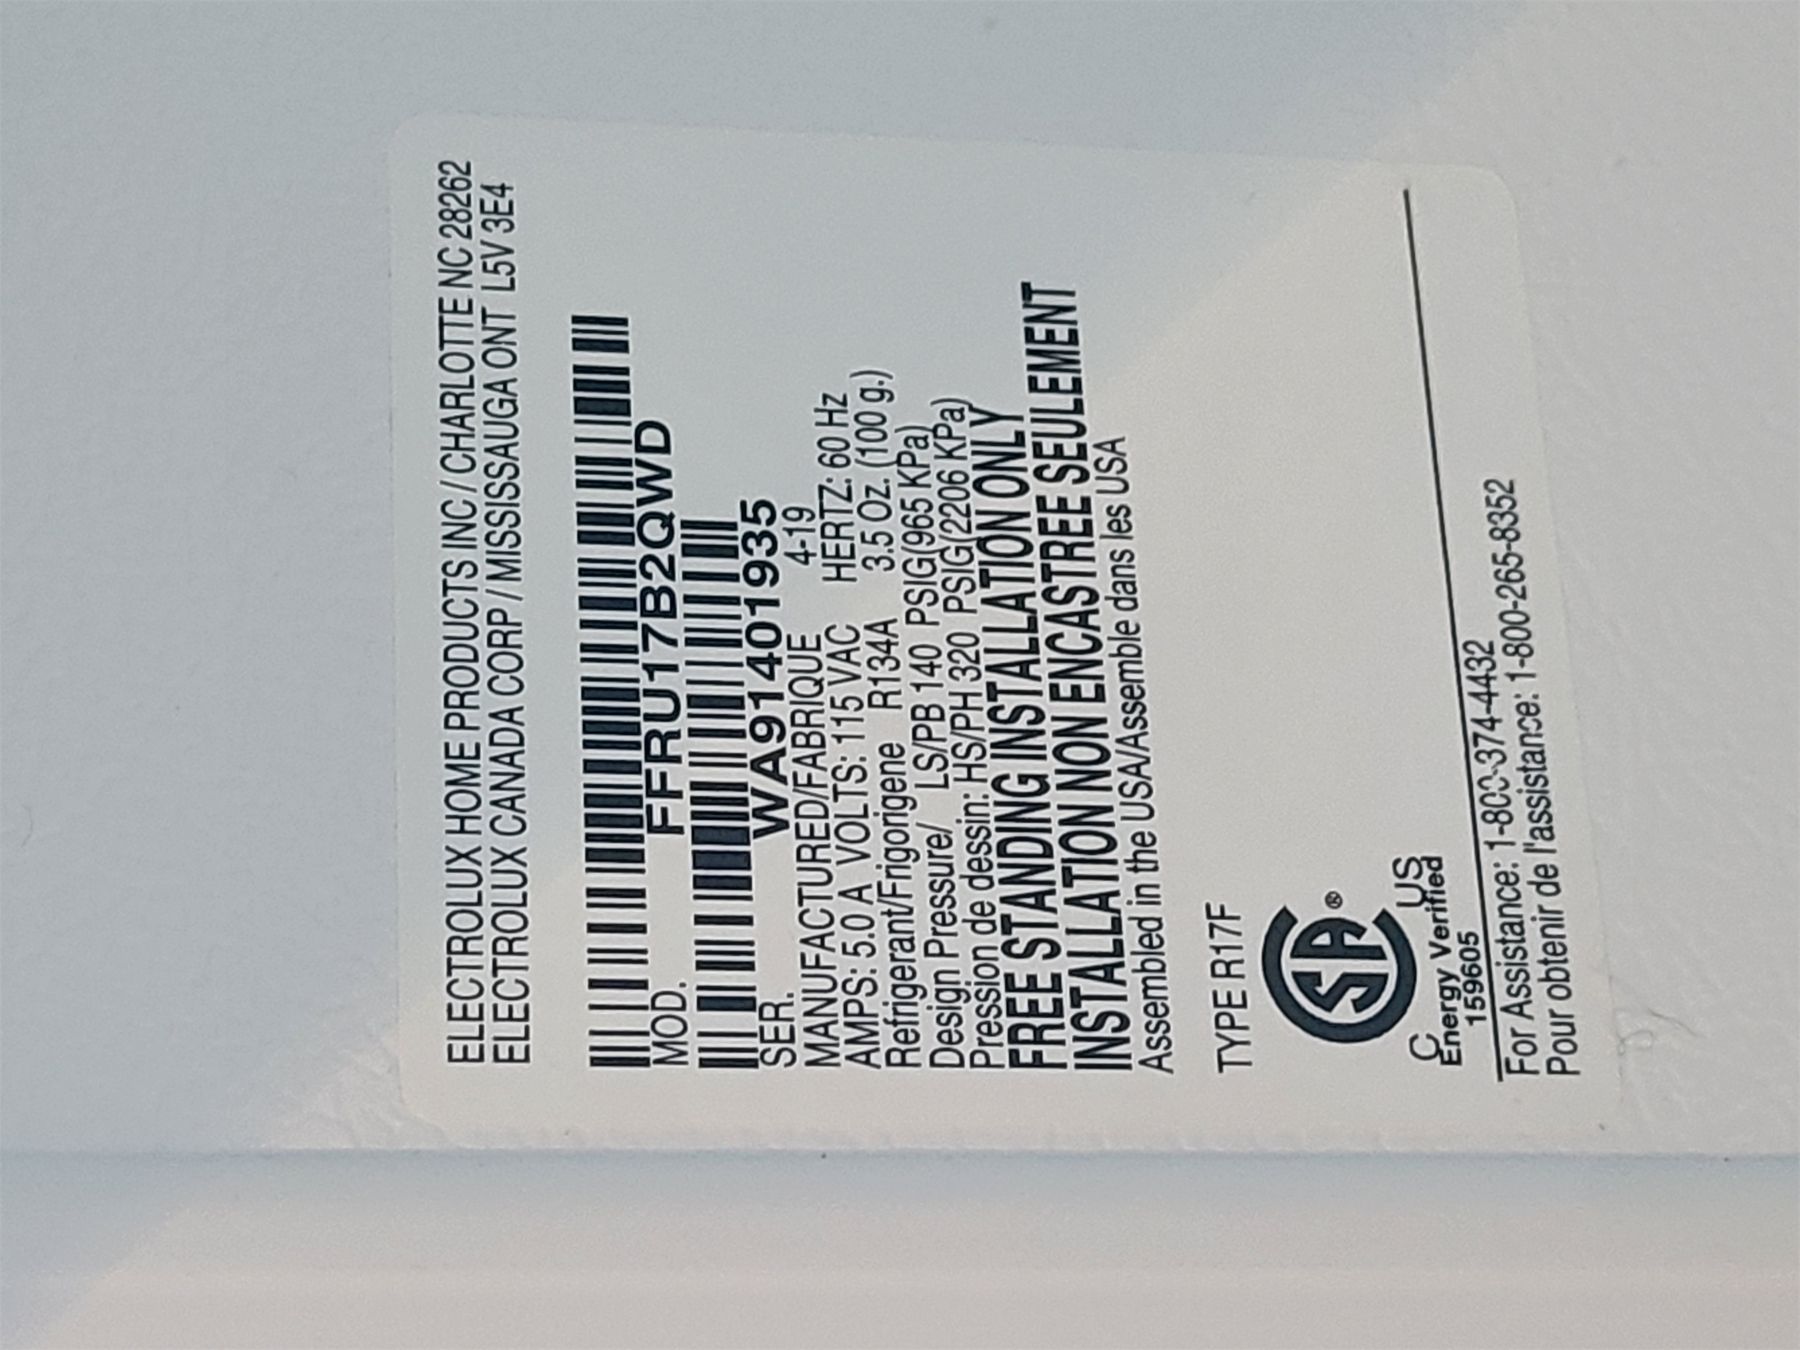 ELECTROLUX HOME PRODUCTS INC / CHARLOTTE NC 28262
ELECTROLUX CANADA CORP / MISSISSAUGA ONT L5V 3E4
MOD. FFRU17B2QWD
SER. WA91401935
MANUFACTURED/FABRIQUE 4-19
AMPS: 5.0 A VOLTS: 115 VAC HERTZ: 60 Hz
Refrigerant/Frigorigene R134A 3.5 Oz. (100 g.)
Design Pressure/ LS/PB 140 PSIG(965 KPa)
Pression de dessin: HS/PH 320 PSIG(2206 KPa)
FREE STANDING INSTALLATION ONLY
INSTALLATION NON ENCASTREE SEULEMENT
Assembled in the USA/Assemble dans les USA
TYPE R17F
SA ®
C US
Energy Verified
159605
For Assistance: 1-800-374-4432
Pour obtenir de l'assistance: 1-800-265-8352